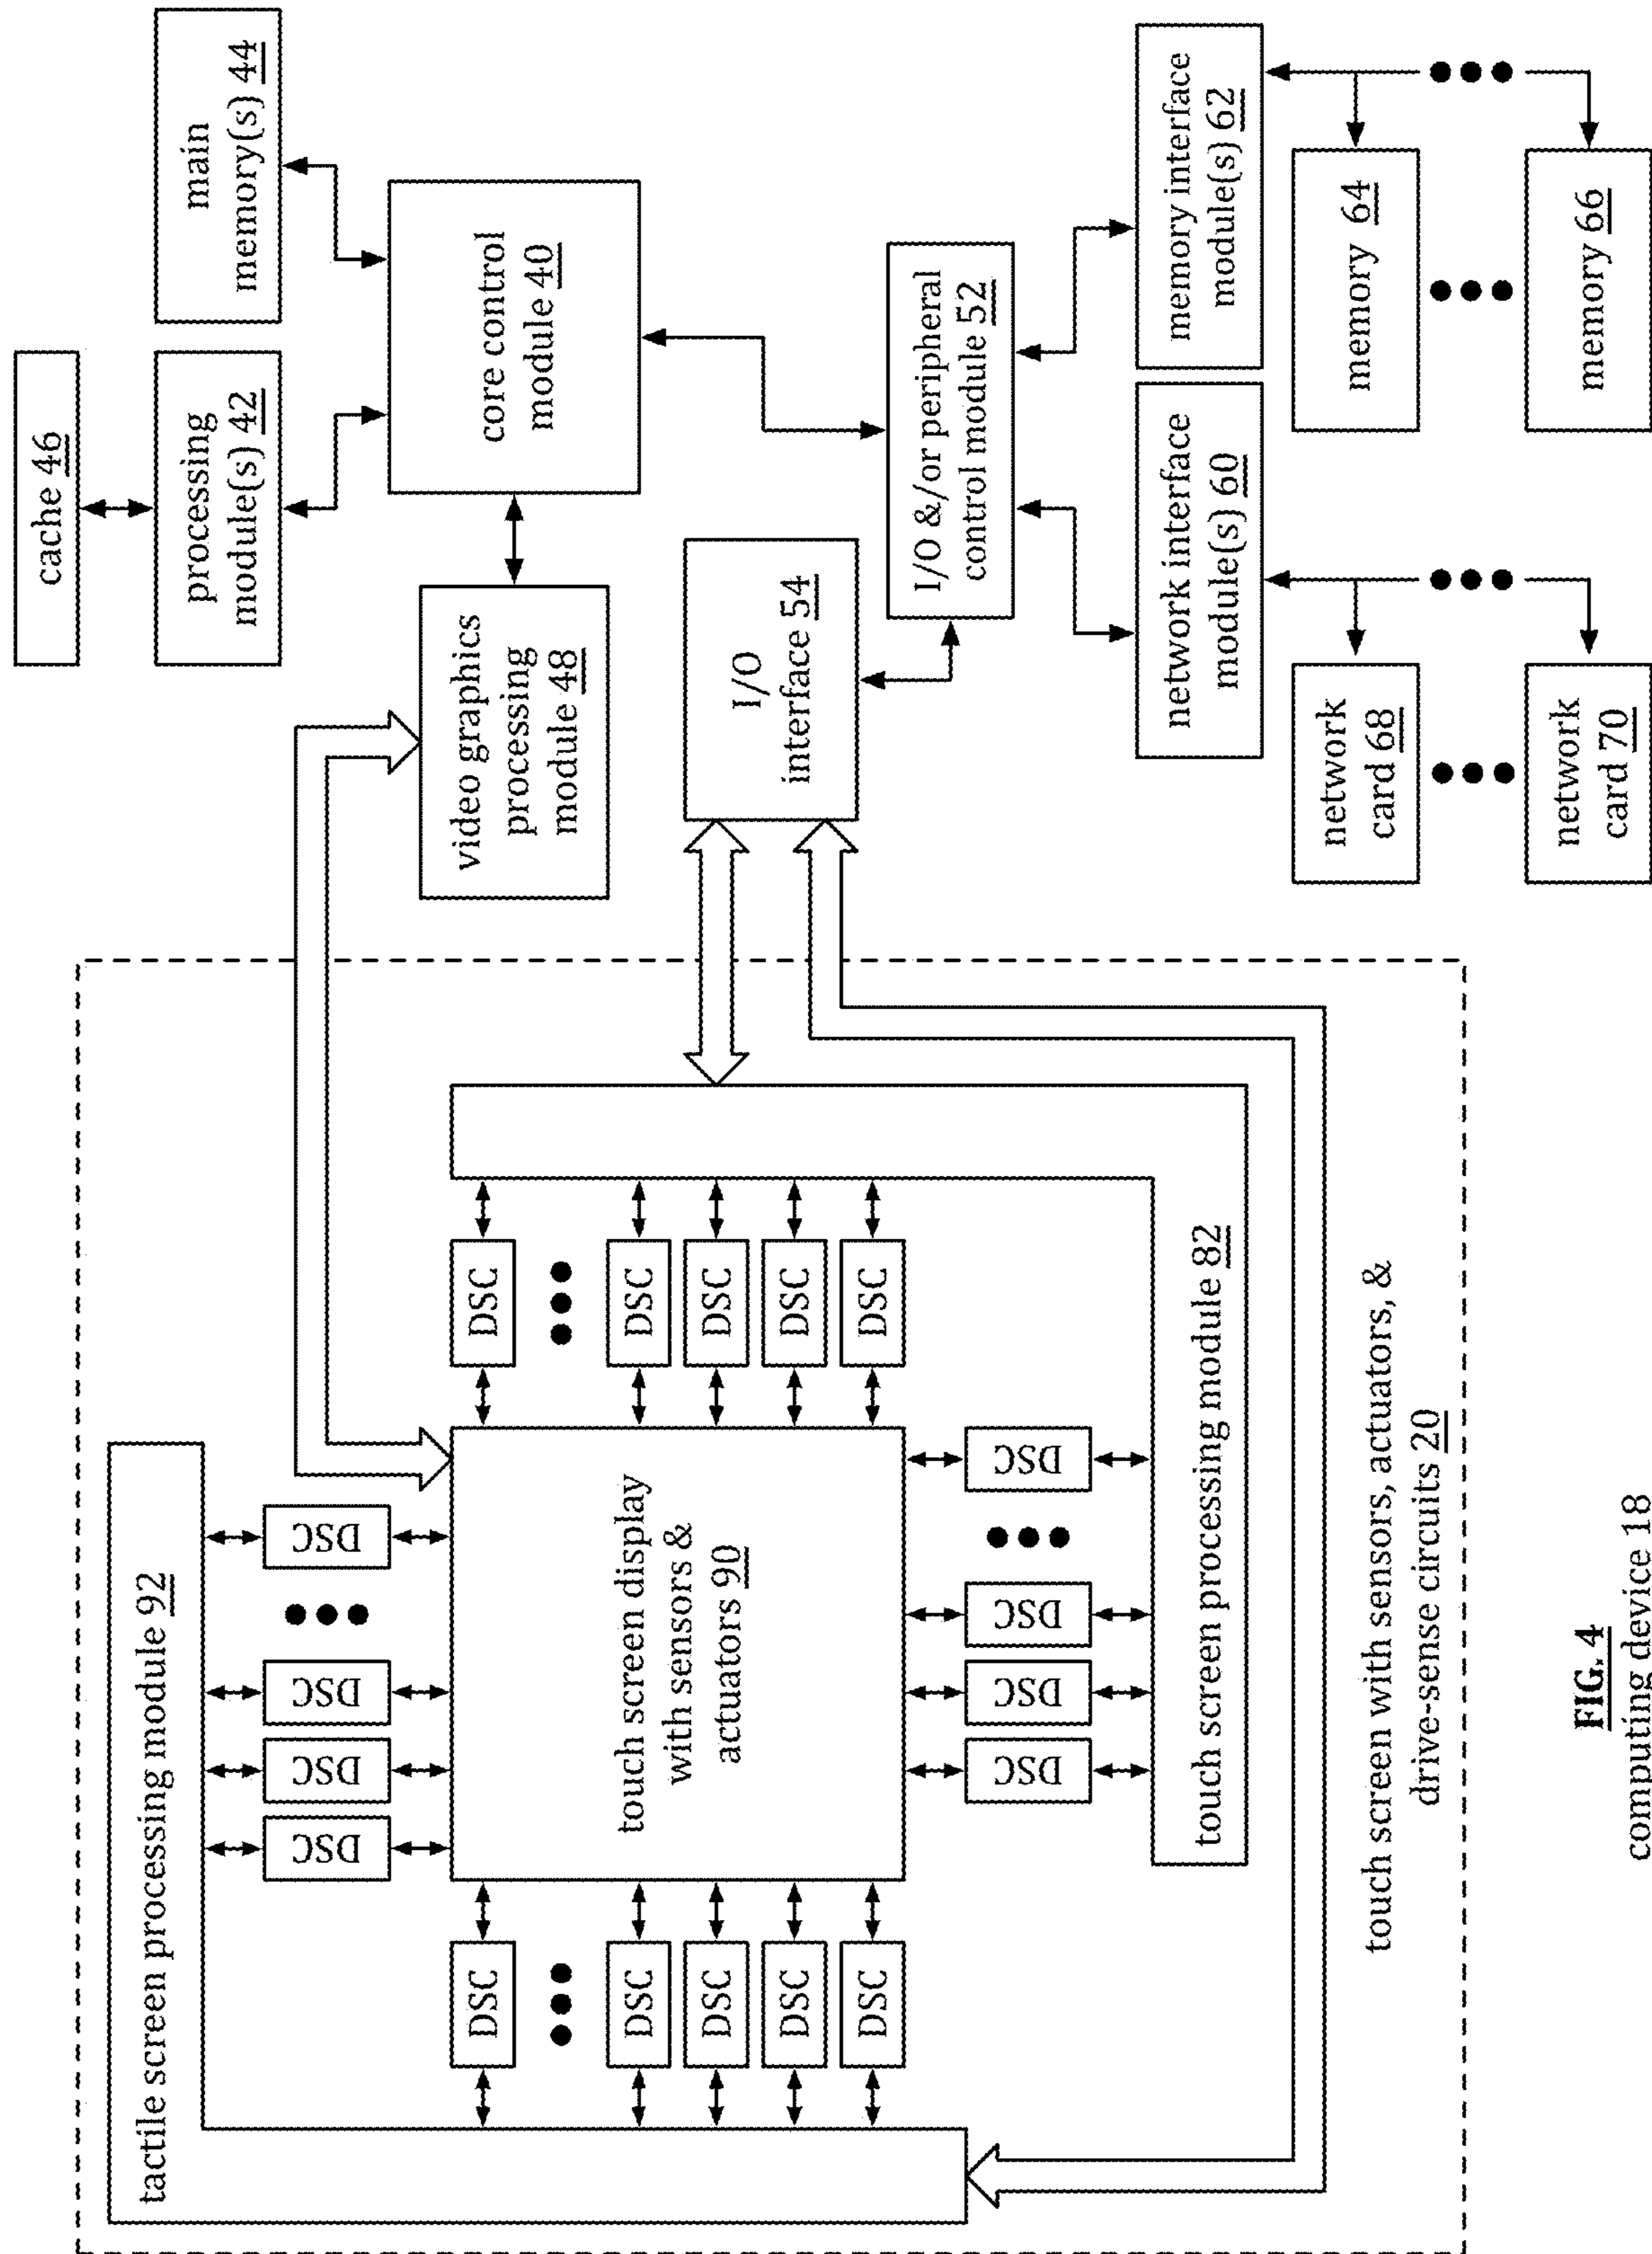 tactile screen processing module 92
DSC
DSC
DSC
DSC
DSC
DSC
DSC
DSC
DSC
touch screen display
with sensors &
actuators 90
DSC
DSC
DSC
DSC
DSC
DSC
DSC
DSC
DSC
touch screen processing module 82
touch screen with sensors, actuators, &
drive-sense circuits 20
cache 46
processing
module(s) 42
main
memory(s) 44
video graphics
processing
module 48
core control
module 40
I/O
interface 54
I/O &/or peripheral
control module 52
network interface
module(s) 60
memory interface
module(s) 62
network
card 68
memory 64
network
card 70
memory 66
FIG. 4
computing device 18